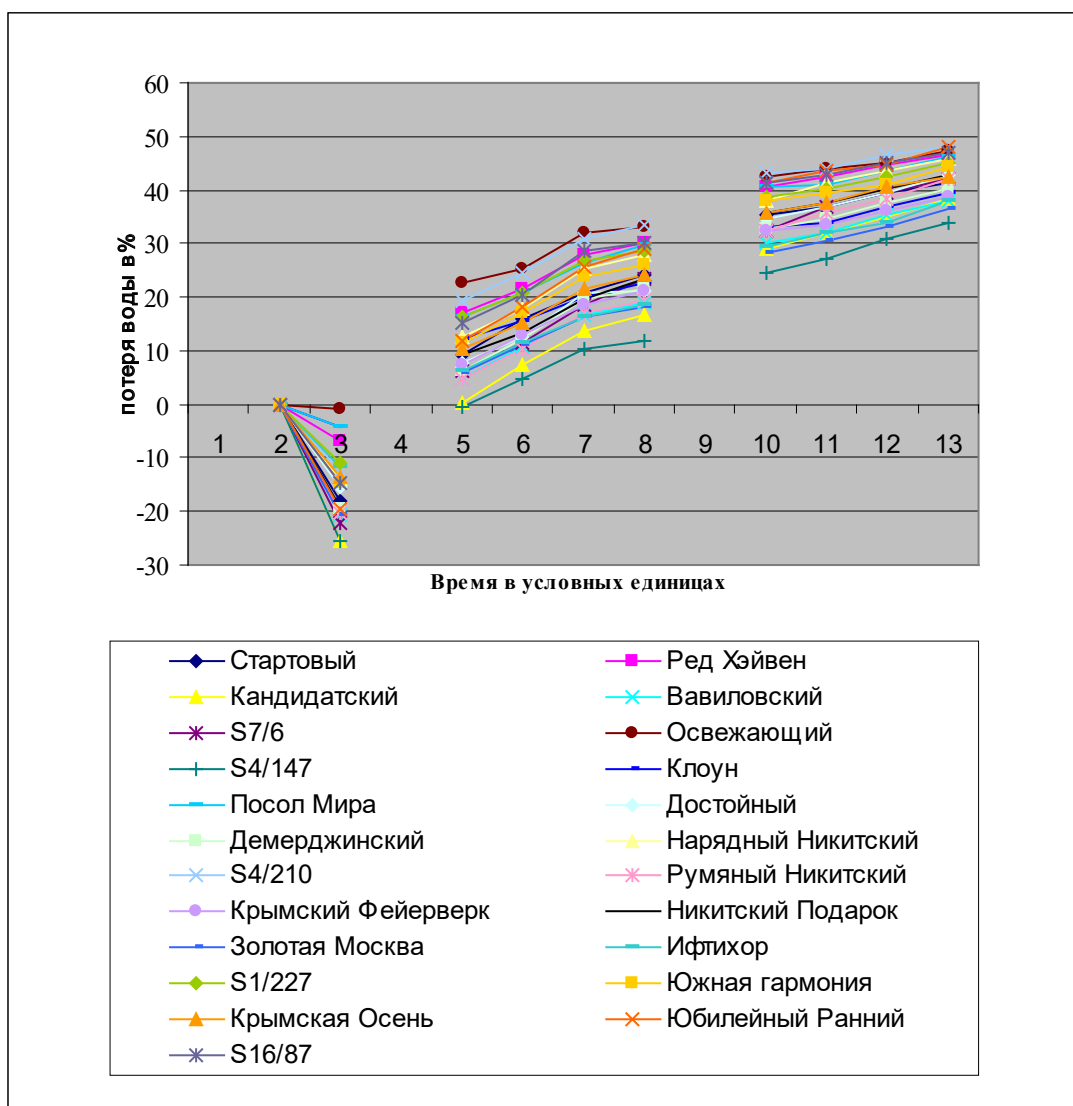 60
50
40
30
20
10
0
-10
-20
-30
потеря воды в %
1 2 3 4 5 6 7 8 9 10 11 12 13
Время в условных единицах
Стартовый Ред Хэйвен
Кандидатский Вавиловский
S7/6 Освежающий
S4/147 Клоун
Посол Мира Достойный
Демерджинский Нарядный Никитский
S4/210 Румяный Никитский
Крымский Фейерверк Никитский Подарок
Золотая Москва Ифтихор
S1/227 Южная гармония
Крымская Осень Юбилейный Ранний
S16/87